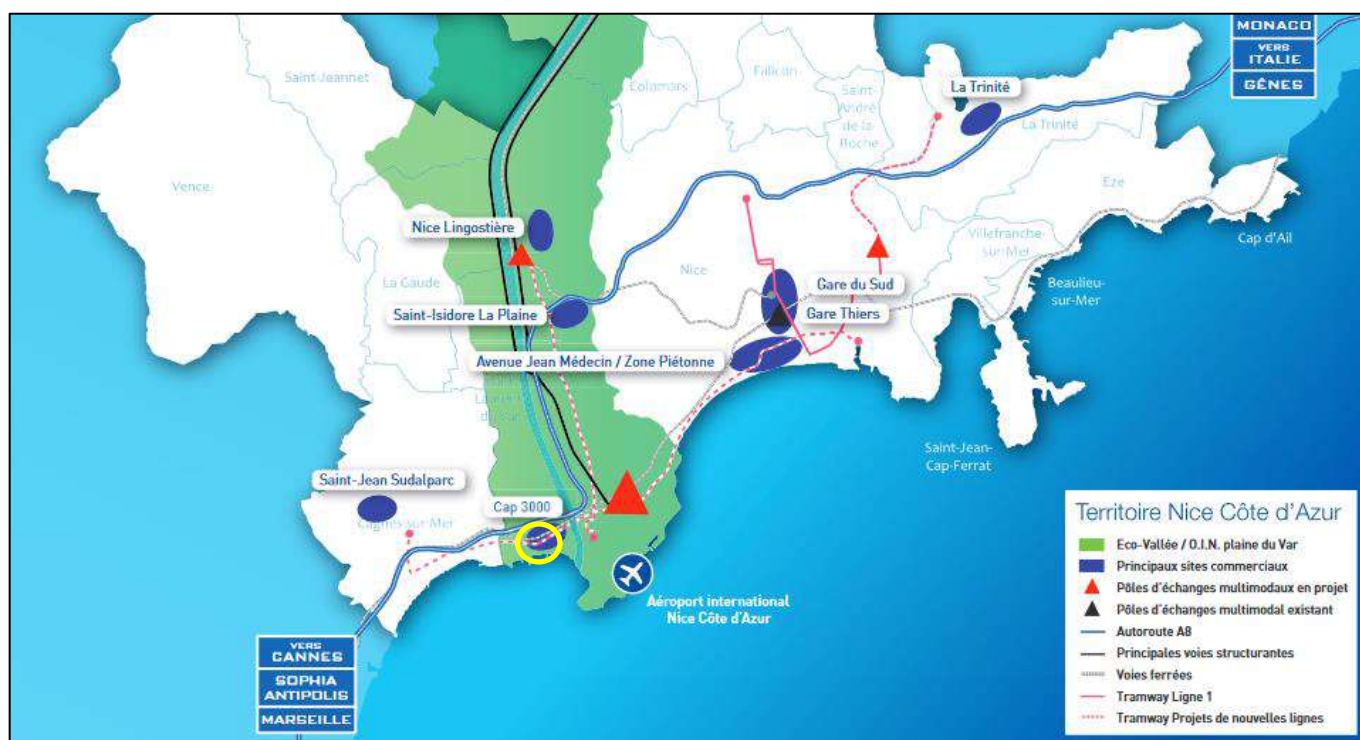 MONACO
VERS
ITALIE
GÊNES
Saint-Jeannet
Colomars
Falicon
Saint-
André
de la
Roche
La Trinité
La Trinité
Vence
Eze
Nice Lingostière
Villefranche-
sur-Mer
Cap d'Ail
Nice
La Gaude
Gare du Sud
Beaulieu-
sur-Mer
Saint-Isidore La Plaine
Gare Thiers
Avenue Jean Médecin / Zone Piétonne
du Var
Saint-Jean-
Cap-Ferrat
Saint-Jean Sudalparc
Cap 3000
Cagnes-sur-Mer
Aéroport international
Nice Côte d'Azur
VERS
CANNES
SOPHIA
ANTIPOLIS
MARSEILLE
Territoire Nice Côte d'Azur
Eco-Vallée / O.I.N. plaine du Var
Principaux sites commerciaux
Pôles d'échanges multimodaux en projet
Pôles d'échanges multimodal existant
Autoroute A8
Principales voies structurantes
Voies ferrées
Tramway Ligne 1
Tramway Projets de nouvelles lignes